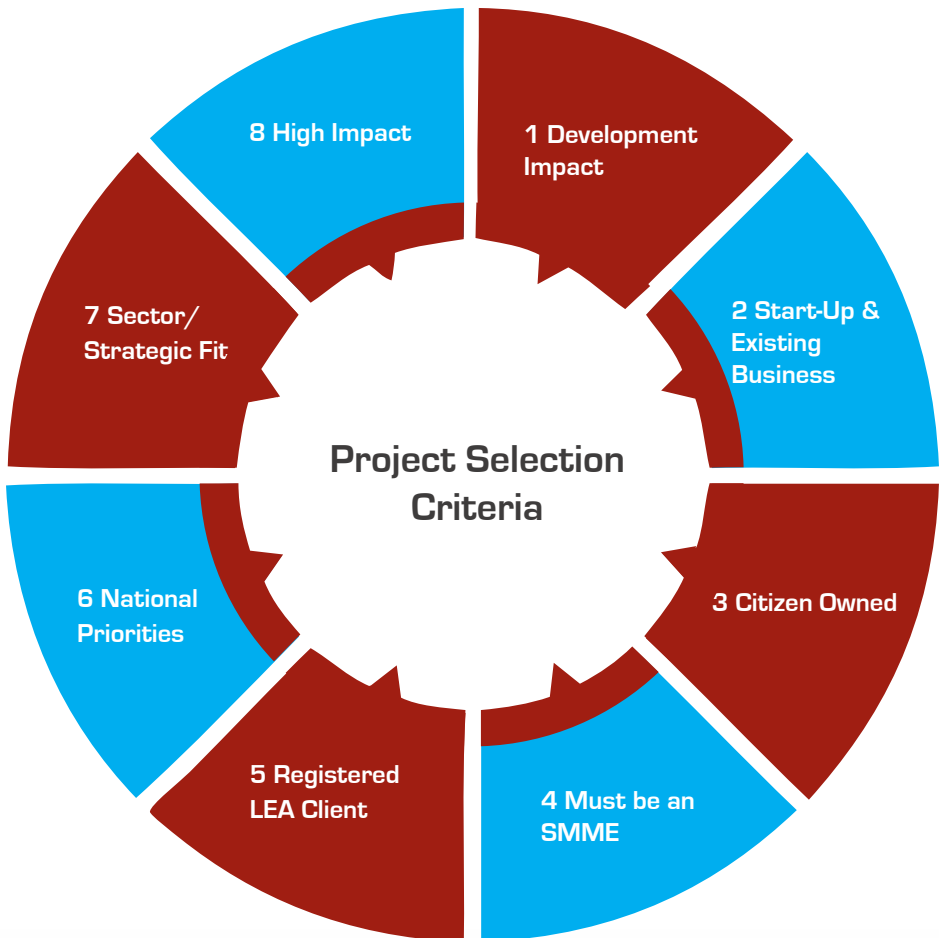 Project Selection
Criteria
1 Development
Impact
2 Start-Up &
Existing
Business
3 Citizen Owned
4 Must be an
SMME
5 Registered
LEA Client
6 National
Priorities
7 Sector/
Strategic Fit
8 High Impact